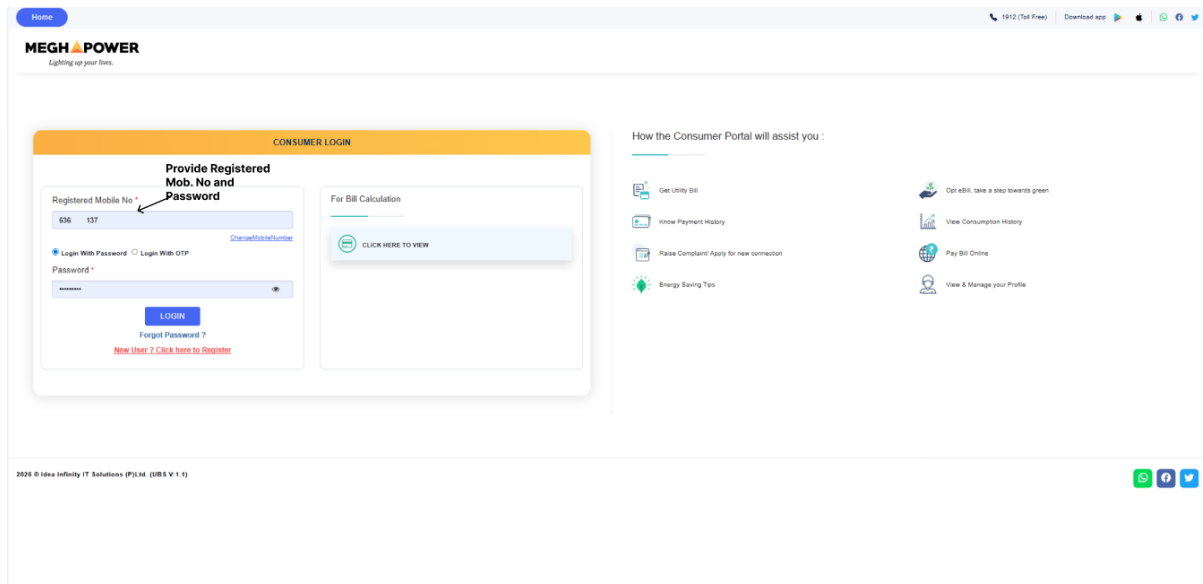 Home
1912 (Toll Free)
Download app
MEGHAPOWER
Lighting up your lives.
CONSUMER LOGIN
Provide Registered
Mob. No and
Password
Registered Mobile No *
636 137
ChangeMobileNumber
Login With Password
Login With OTP
Password *
LOGIN
Forgot Password ?
New User ? Click here to Register
For Bill Calculation
CLICK HERE TO VIEW
How the Consumer Portal will assist you :
Get Utility Bill
Opt eBill, take a step towards green
Know Payment History
View Consumption History
Raise Complaint/ Apply for new connection
Pay Bill Online
Energy Saving Tips
View & Manage your Profile
2026 © Idea Infinity IT Solutions (P)Ltd. (UBS V:1.1)